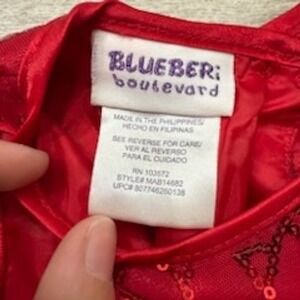 BLUEBERi
boulevard
MADE IN THE PHILIPPINES/
HECHO EN FILIPINAS
SEE REVERSE FOR CARE/
VER AL REVERSO
PARA EL CUIDADO
RN 103572
STYLE# MAB14682
UPC# 807746260138